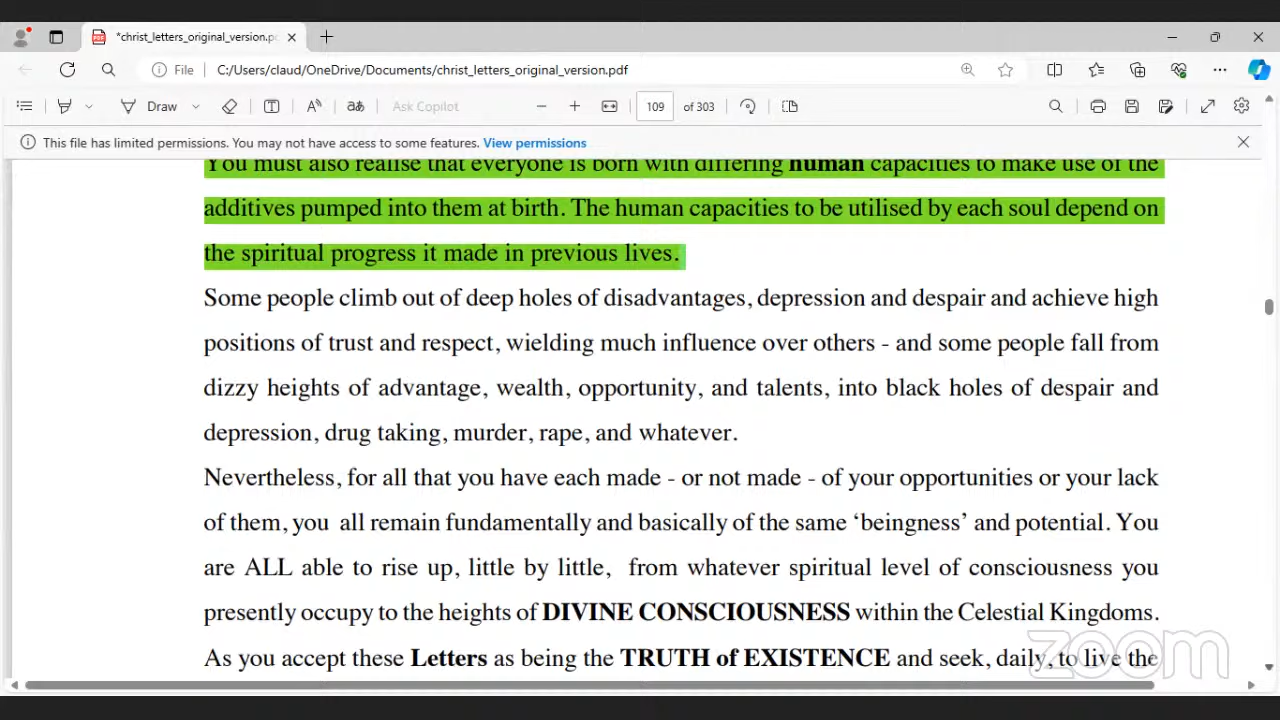 *christ_letters_original_version.p
File C:/Users/claud/OneDrive/Documents/christ_letters_original_version.pdf
Draw Ask Copilot 109 of 303
This file has limited permissions. You may not have access to some features. View permissions
You must also realise that everyone is born with differing human capacities to make use of the
additives pumped into them at birth. The human capacities to be utilised by each soul depend on
the spiritual progress it made in previous lives.
Some people climb out of deep holes of disadvantages, depression and despair and achieve high
positions of trust and respect, wielding much influence over others - and some people fall from
dizzy heights of advantage, wealth, opportunity, and talents, into black holes of despair and
depression, drug taking, murder, rape, and whatever.
Nevertheless, for all that you have each made - or not made - of your opportunities or your lack
of them, you all remain fundamentally and basically of the same ‘beingness’ and potential. You
are ALL able to rise up, little by little, from whatever spiritual level of consciousness you
presently occupy to the heights of DIVINE CONSCIOUSNESS within the Celestial Kingdoms.
As you accept these Letters as being the TRUTH of EXISTENCE and seek, daily, to live the
zoom